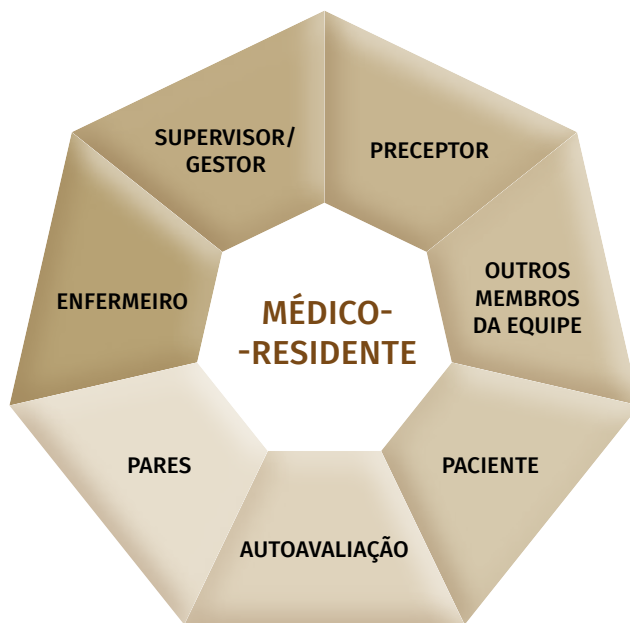 SUPERVISOR/
GESTOR
PRECEPTOR
OUTROS
MEMBROS
DA EQUIPE
ENFERMEIRO
MÉDICO-
-RESIDENTE
PARES
PACIENTE
AUTOAVALIAÇÃO